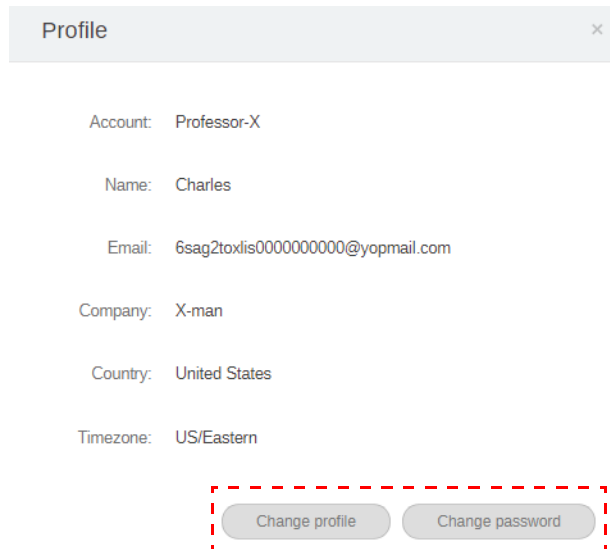 Profile ×
Account: Professor-X
Name: Charles
Email: 6sag2toxlis0000000000@yopmail.com
Company: X-man
Country: United States
Timezone: US/Eastern
Change profile Change password